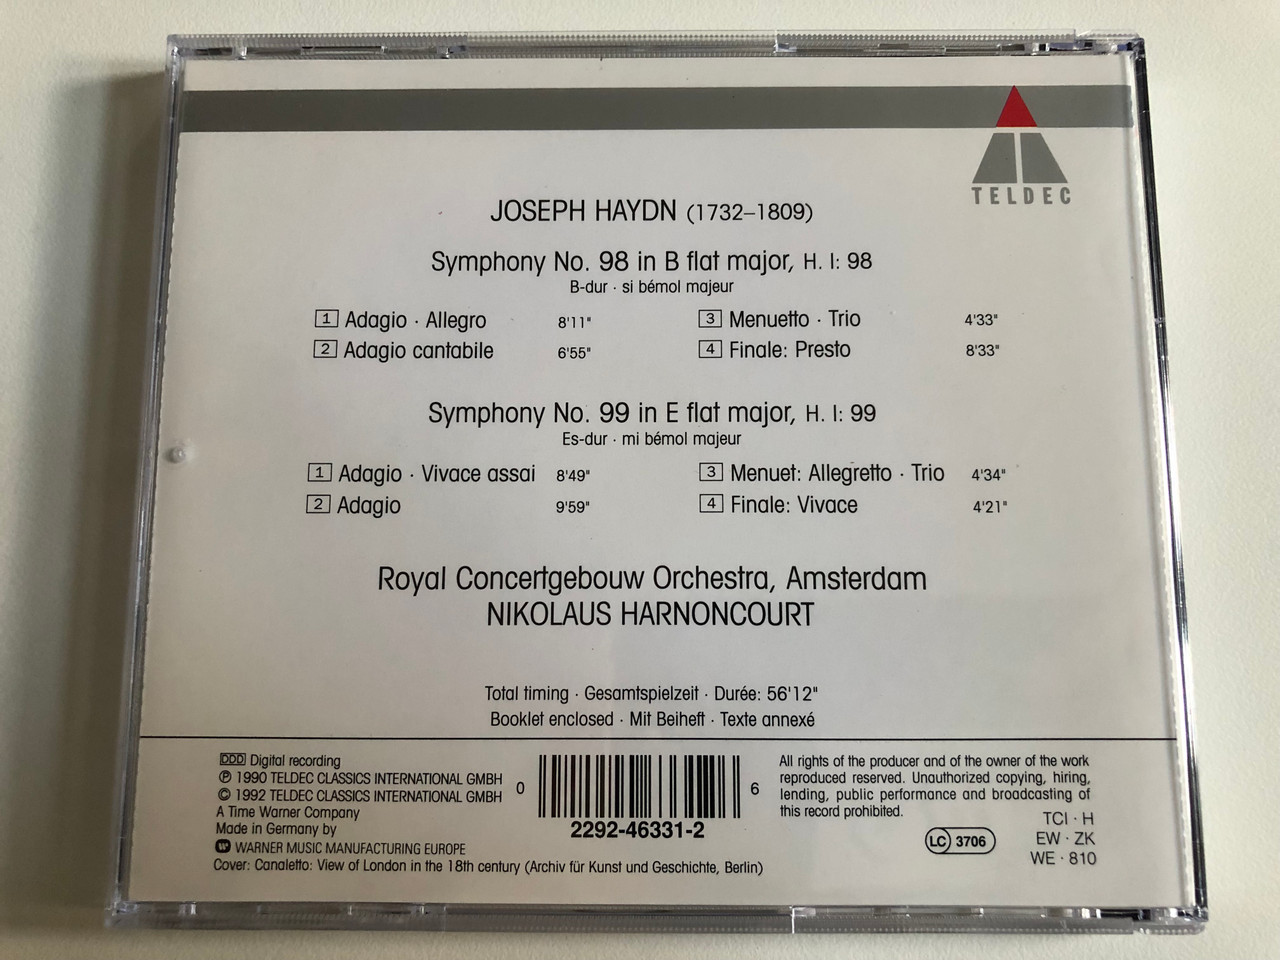 TELDEC
JOSEPH HAYDN (1732–1809)
Symphony No. 98 in B flat major, H. I: 98
B-dur · si bémol majeur
1 Adagio · Allegro 8'11"
2 Adagio cantabile 6'55"
3 Menuetto · Trio 4'33"
4 Finale: Presto 8'33"
Symphony No. 99 in E flat major, H. I: 99
Es-dur · mi bémol majeur
1 Adagio · Vivace assai 8'49"
2 Adagio 9'59"
3 Menuet: Allegretto · Trio 4'34"
4 Finale: Vivace 4'21"
Royal Concertgebouw Orchestra, Amsterdam
NIKOLAUS HARNONCOURT
Total timing · Gesamtspielzeit · Durée: 56'12"
Booklet enclosed · Mit Beiheft · Texte annexé
DDD Digital recording
℗ 1990 TELDEC CLASSICS INTERNATIONAL GMBH
© 1992 TELDEC CLASSICS INTERNATIONAL GMBH
A Time Warner Company
Made in Germany by
WARNER MUSIC MANUFACTURING EUROPE
Cover: Canaletto: View of London in the 18th century (Archiv für Kunst und Geschichte, Berlin)
0 6
2292-46331-2
All rights of the producer and of the owner of the work
reproduced reserved. Unauthorized copying, hiring,
lending, public performance and broadcasting of
this record prohibited.
LC 3706
TCI · H
EW · ZK
WE · 810